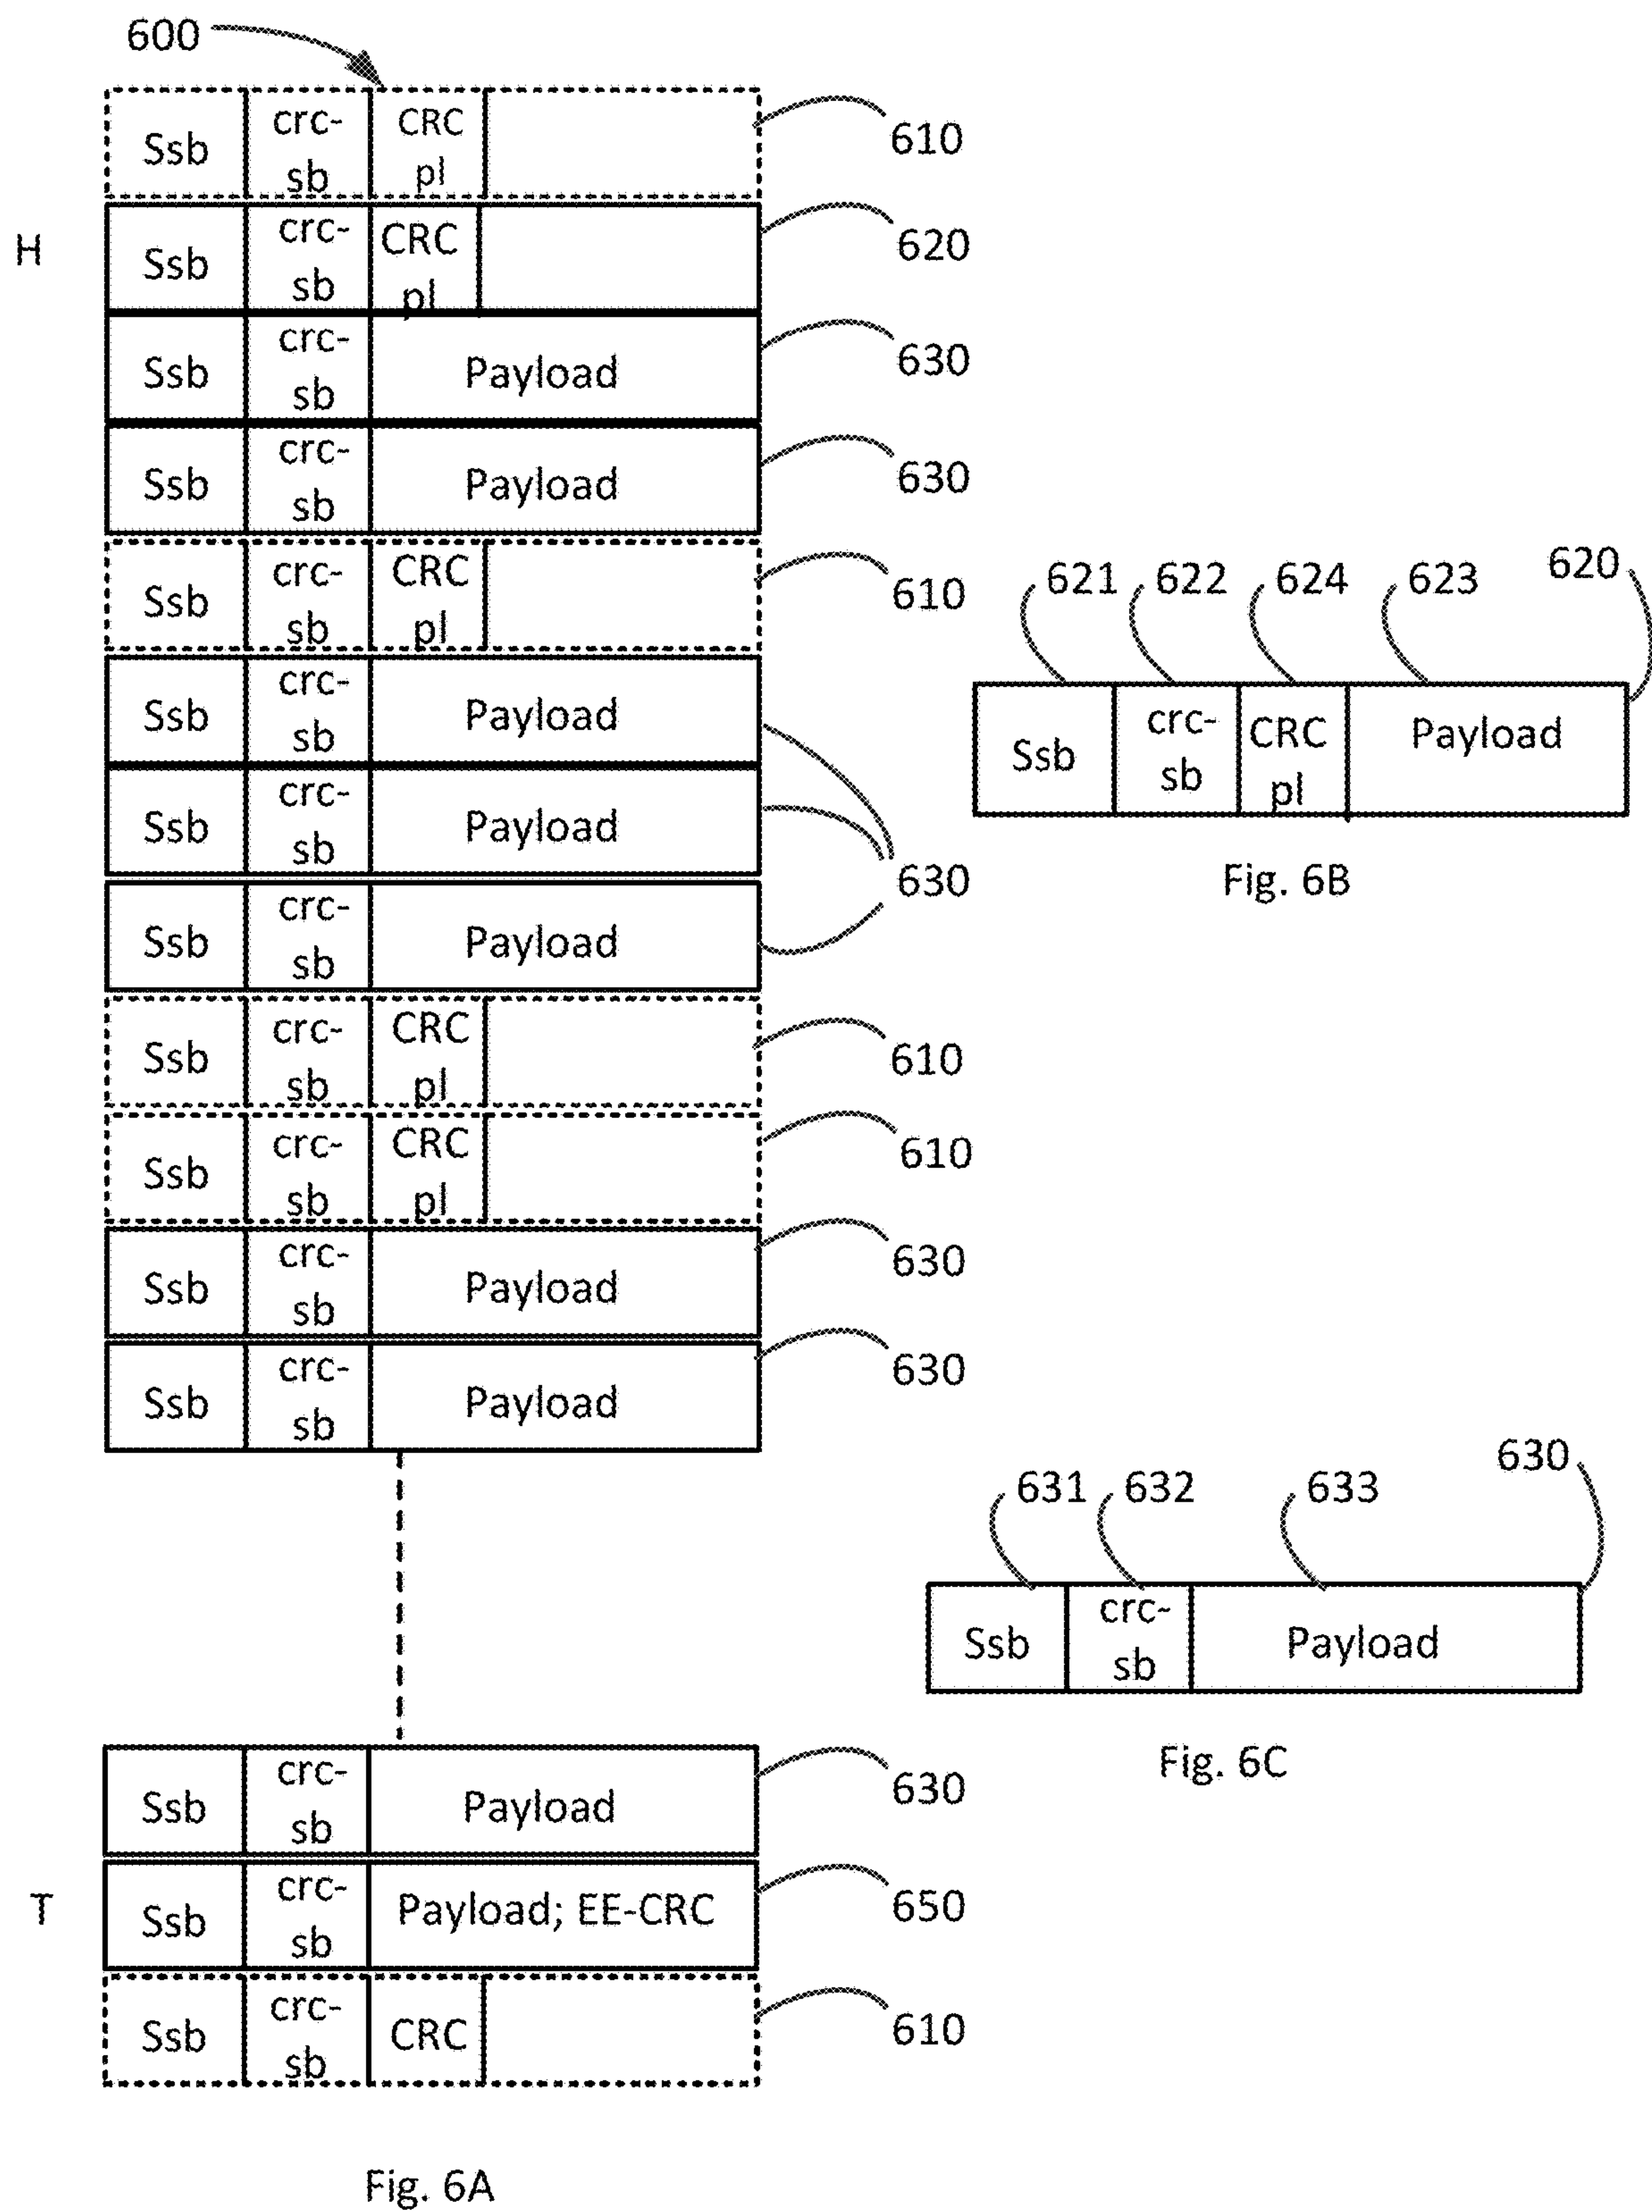 600
Ssb crc-sb CRC pl 610
H Ssb crc-sb CRC pl 620
Ssb crc-sb Payload 630
Ssb crc-sb Payload 630
Ssb crc-sb CRC pl 610
Ssb crc-sb Payload
Ssb crc-sb Payload
630
Ssb crc-sb Payload
Ssb crc-sb CRC pl 610
Ssb crc-sb CRC pl 610
Ssb crc-sb Payload 630
Ssb crc-sb Payload 630
Ssb crc-sb Payload 630
T Ssb crc-sb Payload; EE-CRC 650
Ssb crc-sb CRC 610
Fig. 6A
621 622 624 623 620
Ssb crc-sb CRC pl Payload
Fig. 6B
631 632 633 630
Ssb crc-sb Payload
Fig. 6C